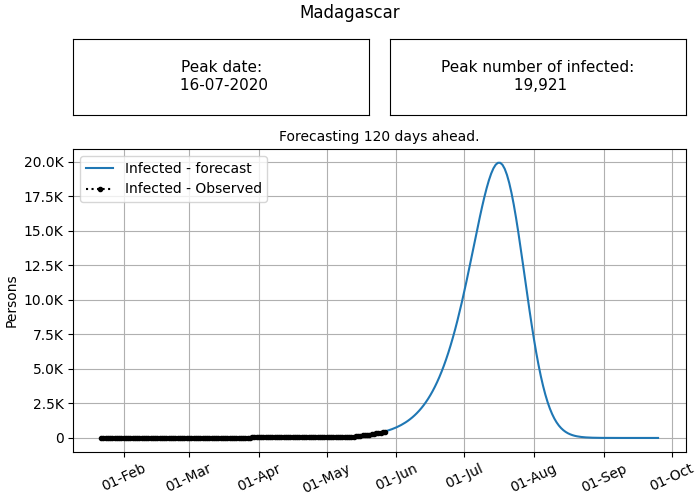 Madagascar
Peak date:
16-07-2020
Peak number of infected:
19,921
Forecasting 120 days ahead.
Infected - forecast
Infected - Observed
Persons
20.0K
17.5K
15.0K
12.5K
10.0K
7.5K
5.0K
2.5K
0
01-Feb
01-Mar
01-Apr
01-May
01-Jun
01-Jul
01-Aug
01-Sep
01-Oct